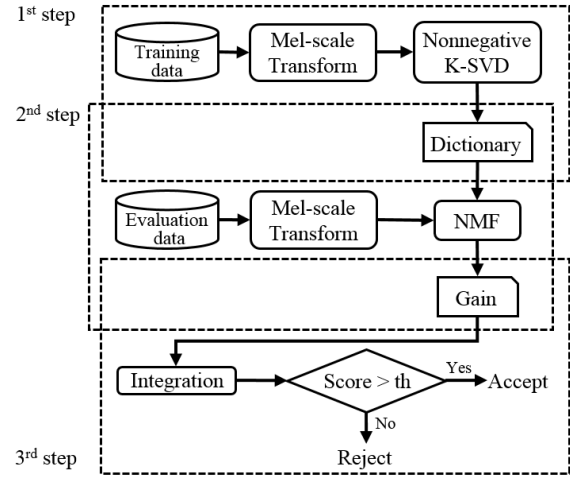 1st step
Training
data
Mel-scale
Transform
Nonnegative
K-SVD
2nd step
Dictionary
Evaluation
data
Mel-scale
Transform
NMF
Gain
Integration
Score > th
Yes
Accept
No
Reject
3rd step